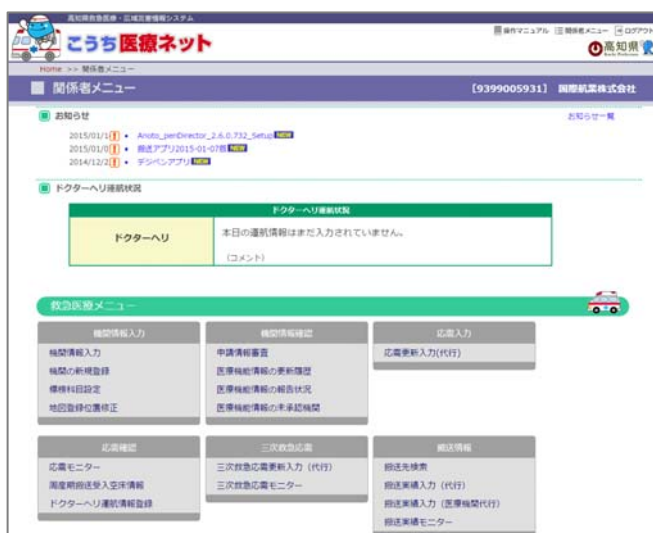 高知県救急医療・広域災害情報システム
こうち医療ネット
操作マニュアル 関係者メニュー ログアウト
高知県
Home >> 関係者メニュー
関係者メニュー [9399005931] 国際航業株式会社
お知らせ お知らせ一覧
2015/01/1 Anoto_penDirector_2.6.0.732_Setup NEW
2015/01/0 搬送アプリ2015-01-07版 NEW
2014/12/2 デジペンアプリ NEW
ドクターヘリ運航状況
ドクターヘリ運航状況
ドクターヘリ
本日の運航情報はまだ入力されていません。
(コメント)
救急医療メニュー
機関情報入力
機関情報入力
機関の新規登録
標榜科目設定
地図登録位置修正
機関情報確認
申請情報審査
医療機能情報の更新履歴
医療機能情報の報告状況
医療機能情報の未承認機関
応需入力
応需更新入力(代行)
応需確認
応需モニター
周産期搬送受入空床情報
ドクターヘリ運航情報登録
三次救急応需
三次救急応需更新入力(代行)
三次救急応需モニター
搬送情報
搬送先検索
搬送実績入力(代行)
搬送実績入力(医療機関代行)
搬送実績モニター